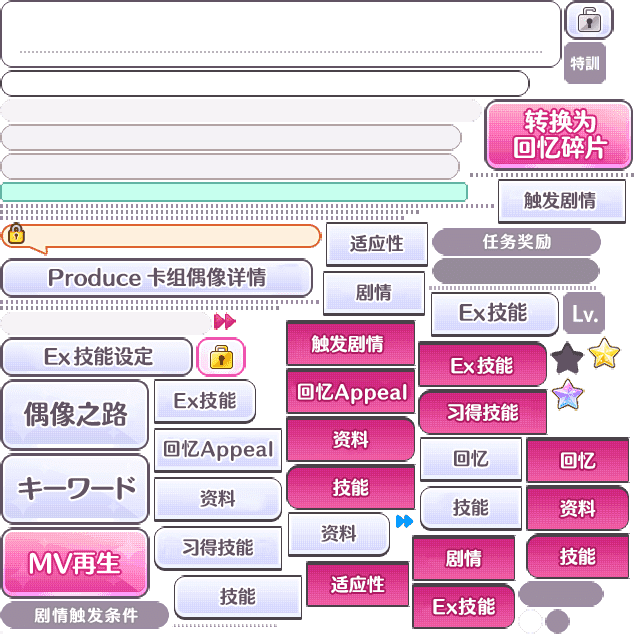 特訓
转换为
回忆碎片
触发剧情
适应性
任务奖励
Produce 卡组偶像详情
剧情
Ex技能
Lv.
触发剧情
Ex技能设定
Ex技能
回忆Appeal
偶像之路
Ex技能
习得技能
资料
回忆Appeal
回忆
回忆
技能
キーワード
资料
技能
资料
资料
习得技能
MV再生
剧情
技能
适应性
技能
Ex技能
剧情触发条件